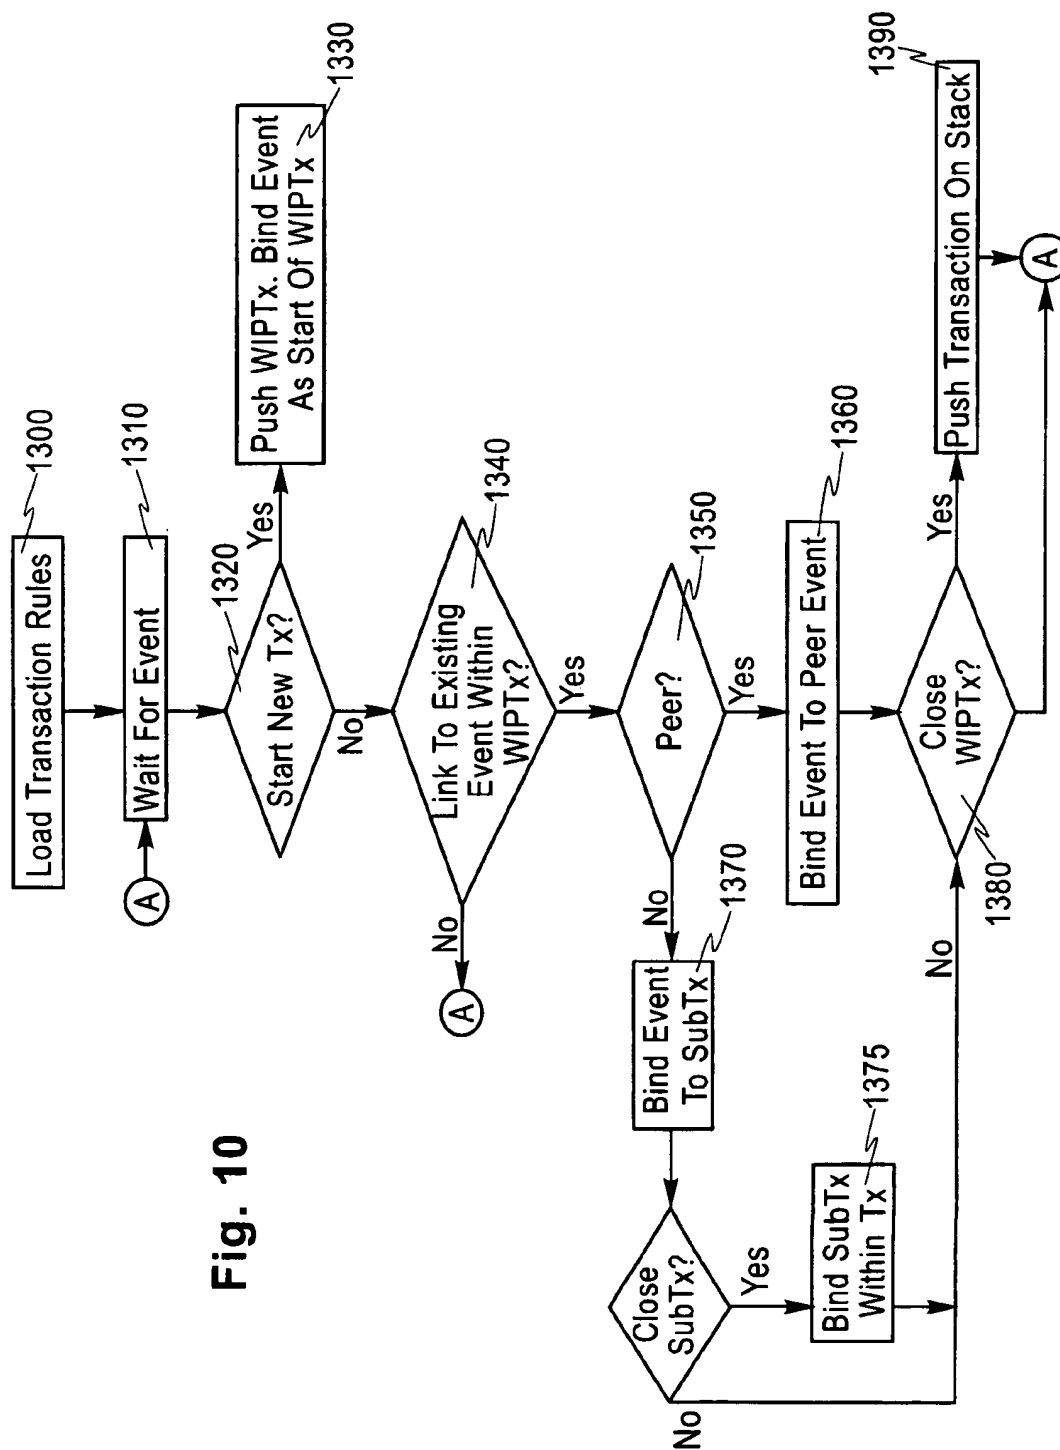 Load Transaction Rules
1300
A
Wait For Event
1310
Start New Tx?
1320
Yes
Push WIPTx. Bind Event
As Start Of WIPTx
1330
No
Link To Existing
Event Within
WIPTx?
1340
No
A
Yes
Peer?
1350
No
Bind Event
To SubTx
1370
Yes
Bind Event To Peer Event
1360
Close
SubTx?
Yes
Bind SubTx
Within Tx
1375
No
No
Close
WIPTx?
1380
Yes
Push Transaction On Stack
1390
A
Fig. 10